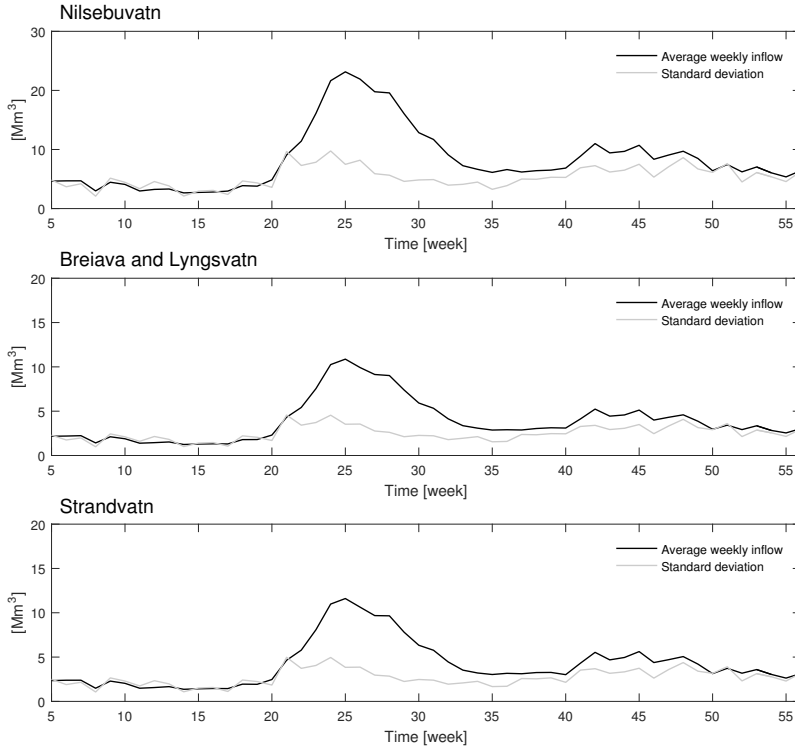 Nilsebuvatn
30
20
10
0
[Mm³]
Average weekly inflow
Standard deviation
5 10 15 20 25 30 35 40 45 50 55
Time [week]
Breiava and Lyngsvatn
20
15
10
5
0
[Mm³]
Average weekly inflow
Standard deviation
5 10 15 20 25 30 35 40 45 50 55
Time [week]
Strandvatn
20
15
10
5
0
[Mm³]
Average weekly inflow
Standard deviation
5 10 15 20 25 30 35 40 45 50 55
Time [week]